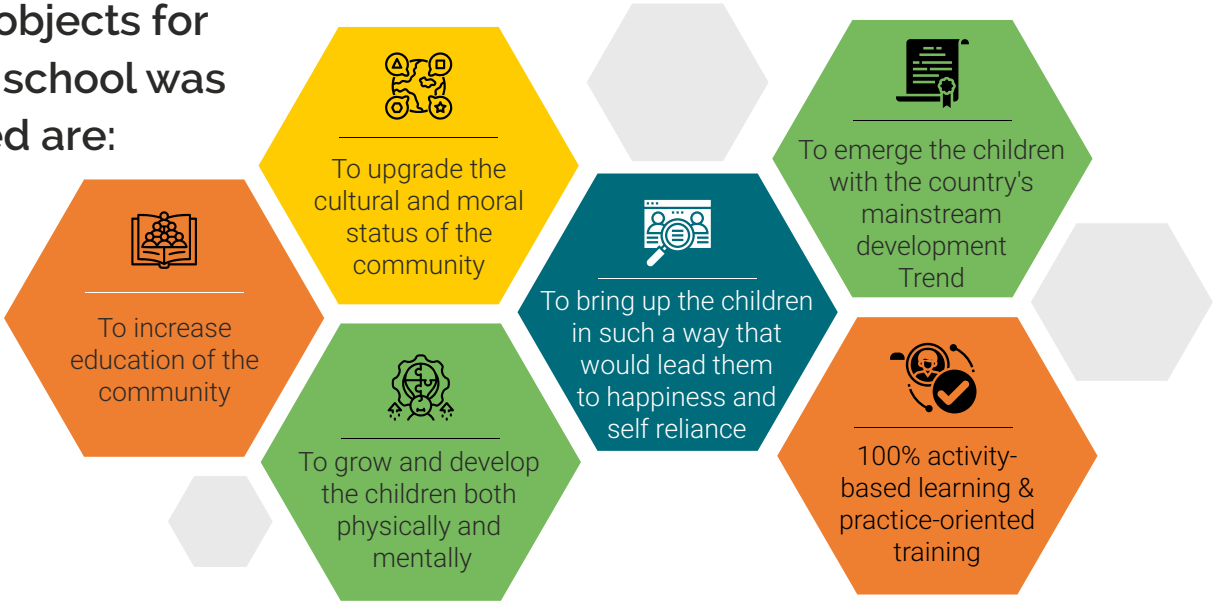 objects for
school was
ed are:
To increase
education of the
community
To upgrade the
cultural and moral
status of the
community
To grow and develop
the children both
physically and
mentally
To bring up the children
in such a way that
would lead them
to happiness and
self reliance
To emerge the children
with the country's
mainstream
development
Trend
100% activity-
based learning &
practice-oriented
training